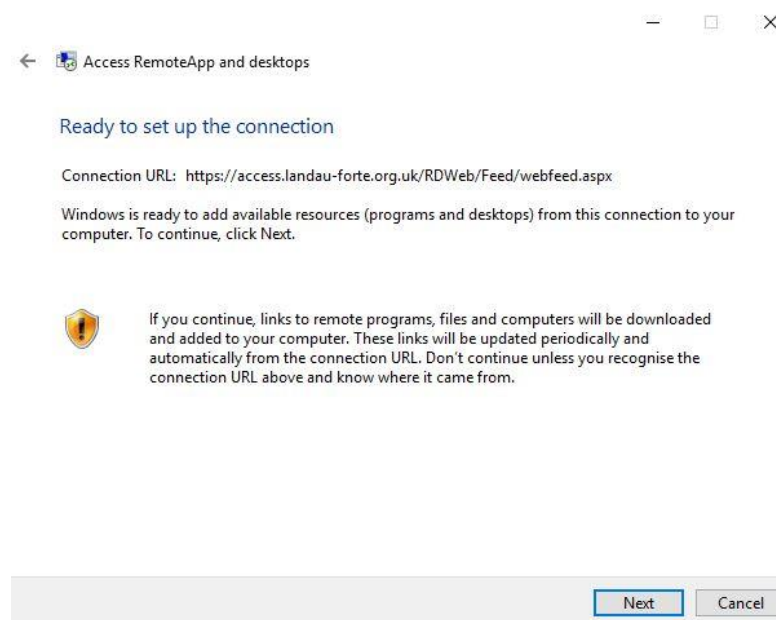 Access RemoteApp and desktops
Ready to set up the connection
Connection URL: https://access.landau-forte.org.uk/RDWeb/Feed/webfeed.aspx
Windows is ready to add available resources (programs and desktops) from this connection to your
computer. To continue, click Next.
If you continue, links to remote programs, files and computers will be downloaded
and added to your computer. These links will be updated periodically and
automatically from the connection URL. Don't continue unless you recognise the
connection URL above and know where it came from.
Next Cancel